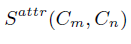 $S^{attr}(C_m, C_n)$